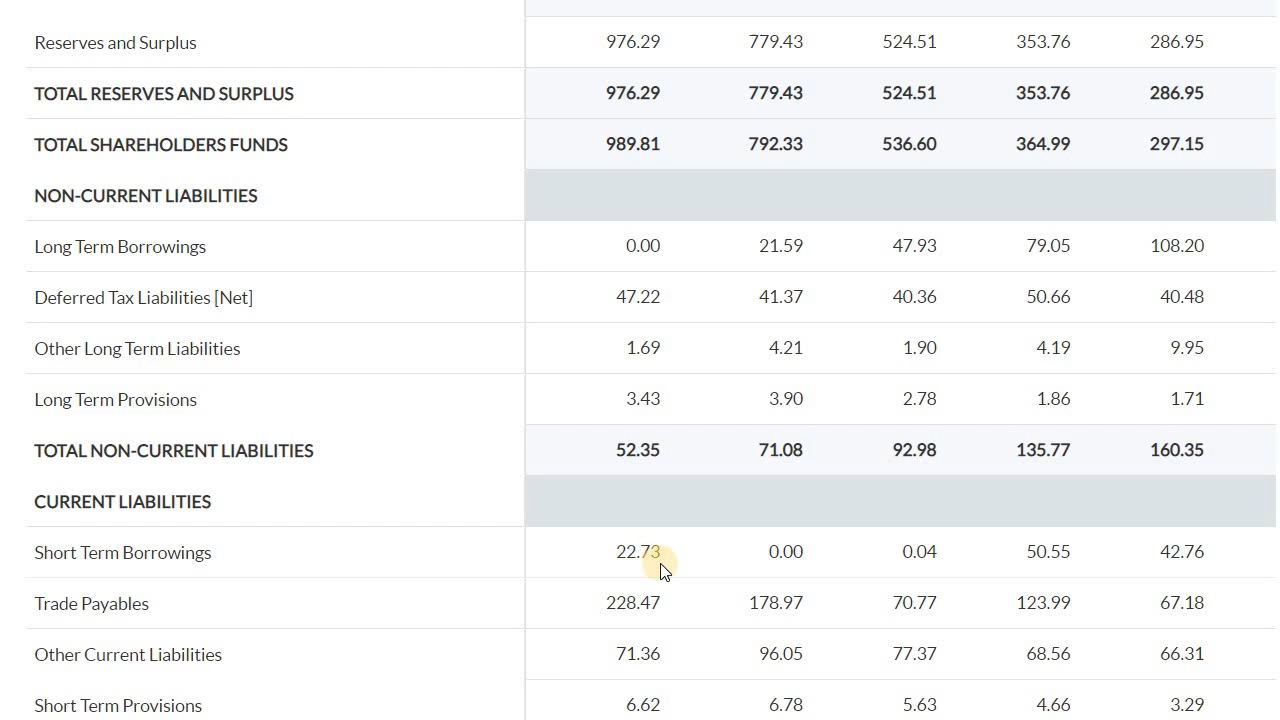 Reserves and Surplus 976.29 779.43 524.51 353.76 286.95
TOTAL RESERVES AND SURPLUS 976.29 779.43 524.51 353.76 286.95
TOTAL SHAREHOLDERS FUNDS 989.81 792.33 536.60 364.99 297.15
NON-CURRENT LIABILITIES
Long Term Borrowings 0.00 21.59 47.93 79.05 108.20
Deferred Tax Liabilities [Net] 47.22 41.37 40.36 50.66 40.48
Other Long Term Liabilities 1.69 4.21 1.90 4.19 9.95
Long Term Provisions 3.43 3.90 2.78 1.86 1.71
TOTAL NON-CURRENT LIABILITIES 52.35 71.08 92.98 135.77 160.35
CURRENT LIABILITIES
Short Term Borrowings 22.73 0.00 0.04 50.55 42.76
Trade Payables 228.47 178.97 70.77 123.99 67.18
Other Current Liabilities 71.36 96.05 77.37 68.56 66.31
Short Term Provisions 6.62 6.78 5.63 4.66 3.29